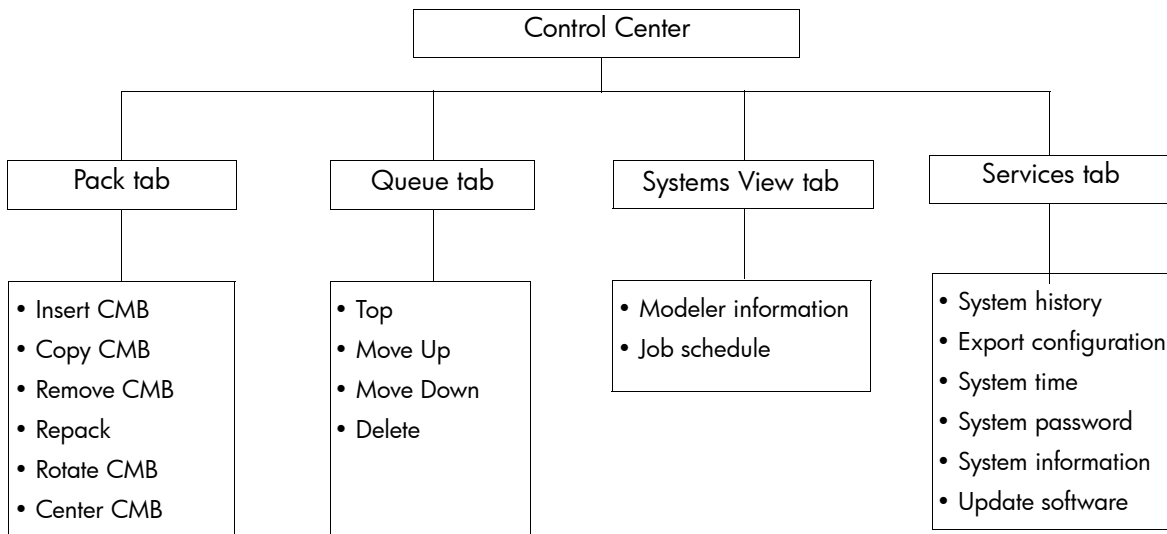 Control Center
Pack tab
Queue tab
Systems View tab
Services tab
• Insert CMB
• Copy CMB
• Remove CMB
• Repack
• Rotate CMB
• Center CMB
• Top
• Move Up
• Move Down
• Delete
• Modeler information
• Job schedule
• System history
• Export configuration
• System time
• System password
• System information
• Update software